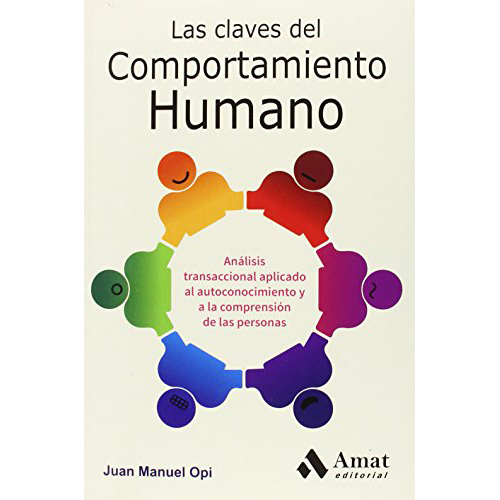 Las claves del
Comportamiento
Humano
Análisis
transaccional aplicado
al autoconocimiento y
a la comprensión
de las personas
Juan Manuel Opi
Amat
editorial